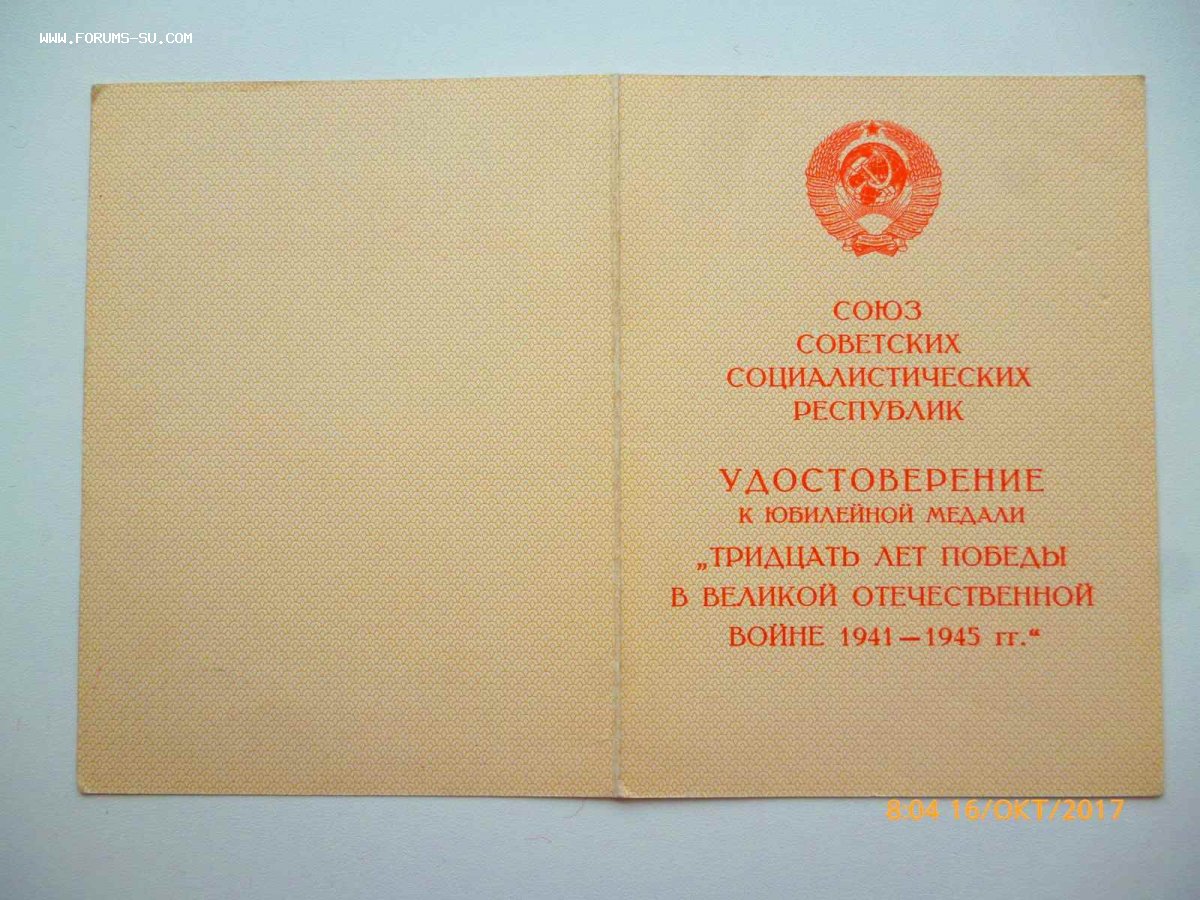 WWW.FORUMS-SU.COM
СОЮЗ
СОВЕТСКИХ
СОЦИАЛИСТИЧЕСКИХ
РЕСПУБЛИК
УДОСТОВЕРЕНИЕ
К ЮБИЛЕЙНОЙ МЕДАЛИ
„ТРИДЦАТЬ ЛЕТ ПОБЕДЫ
В ВЕЛИКОЙ ОТЕЧЕСТВЕННОЙ
ВОЙНЕ 1941—1945 гг.“
8:04 16/ОКТ/2017